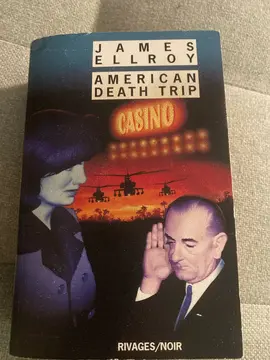 JAMES
ELLROY
AMERICAN
DEATH TRIP
CASINO
RIVAGES/NOIR